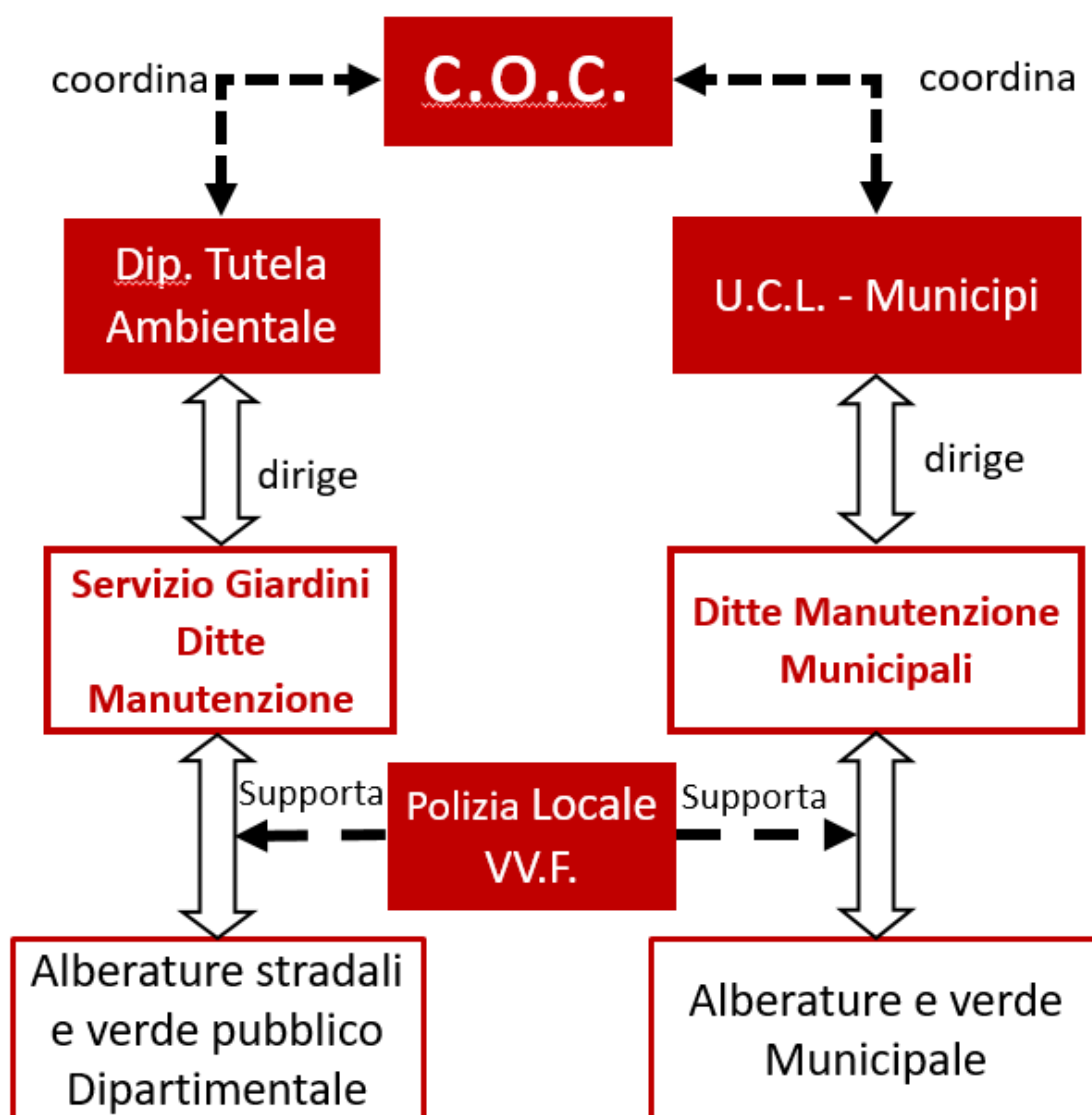 C.O.C.
coordina
coordina
Dip. Tutela
Ambientale
U.C.L. - Municipi
dirige
dirige
Servizio Giardini
Ditte
Manutenzione
Ditte Manutenzione
Municipali
Supporta
Polizia Locale
VV.F.
Supporta
Alberature stradali
e verde pubblico
Dipartimentale
Alberature e verde
Municipale